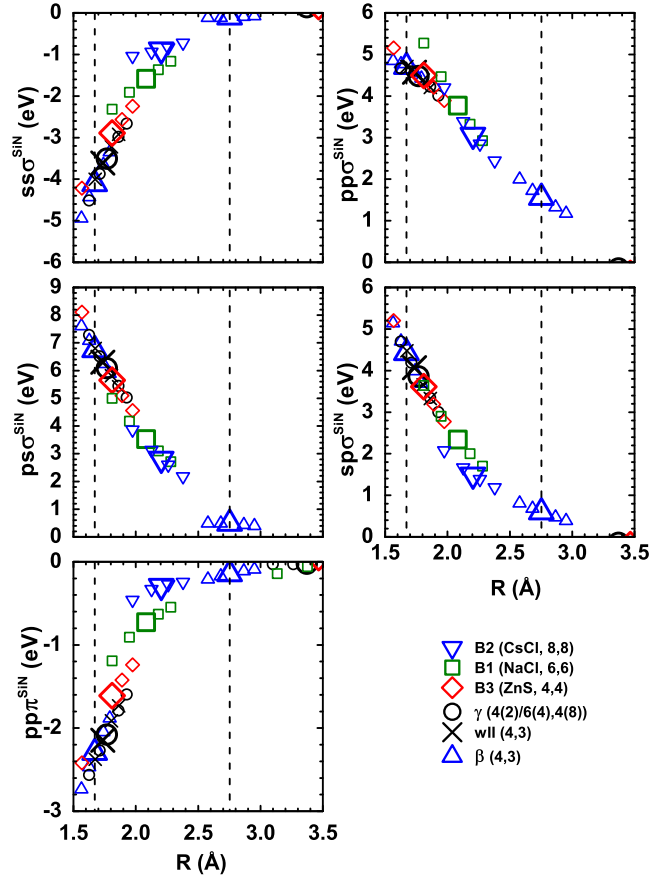 0
-1
-2
-3
-4
-5
-6
ssσ^SiN (eV)
6
5
4
3
2
1
0
ppσ^SiN (eV)
9
8
7
6
5
4
3
2
1
0
psσ^SiN (eV)
6
5
4
3
2
1
0
spσ^SiN (eV)
1.5 2.0 2.5 3.0 3.5
R (Å)
0
-1
-2
-3
ppπ^SiN (eV)
1.5 2.0 2.5 3.0 3.5
R (Å)
B2 (CsCl, 8,8)
B1 (NaCl, 6,6)
B3 (ZnS, 4,4)
γ (4(2)/6(4),4(8))
wII (4,3)
β (4,3)